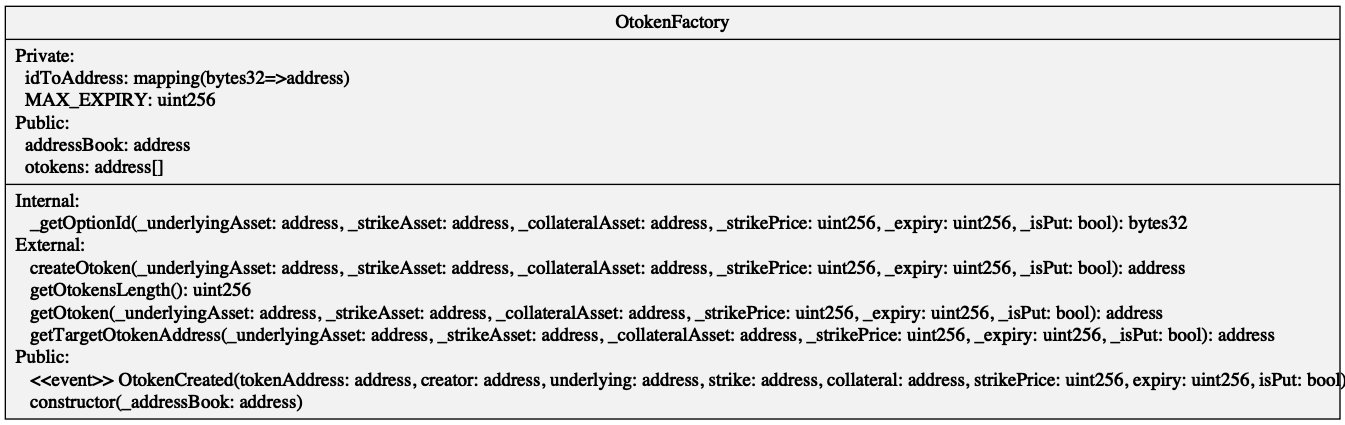 OtokenFactory
Private:
idToAddress: mapping(bytes32=>address)
MAX_EXPIRY: uint256
Public:
addressBook: address
otokens: address[]
Internal:
_getOptionId(_underlyingAsset: address, _strikeAsset: address, _collateralAsset: address, _strikePrice: uint256, _expiry: uint256, _isPut: bool): bytes32
External:
createOtoken(_underlyingAsset: address, _strikeAsset: address, _collateralAsset: address, _strikePrice: uint256, _expiry: uint256, _isPut: bool): address
getOtokensLength(): uint256
getOtoken(_underlyingAsset: address, _strikeAsset: address, _collateralAsset: address, _strikePrice: uint256, _expiry: uint256, _isPut: bool): address
getTargetOtokenAddress(_underlyingAsset: address, _strikeAsset: address, _collateralAsset: address, _strikePrice: uint256, _expiry: uint256, _isPut: bool): address
Public:
<<event>> OtokenCreated(tokenAddress: address, creator: address, underlying: address, strike: address, collateral: address, strikePrice: uint256, expiry: uint256, isPut: bool)
constructor(_addressBook: address)